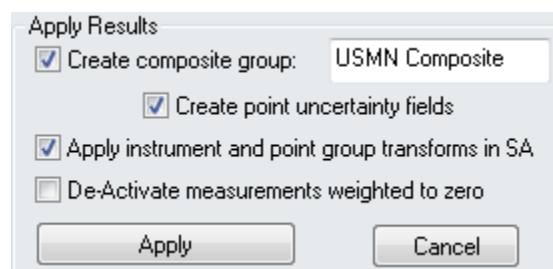 Apply Results
Create composite group: USMN Composite
Create point uncertainty fields
Apply instrument and point group transforms in SA
De-Activate measurements weighted to zero
Apply Cancel